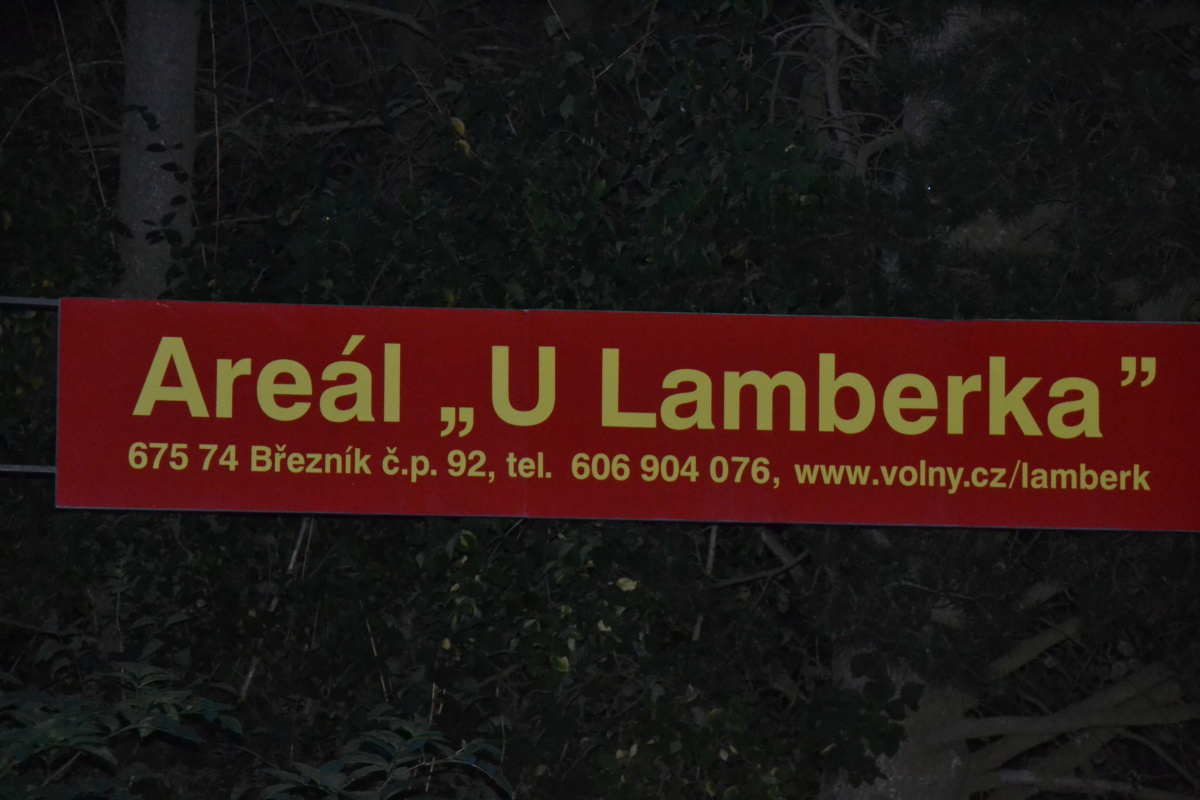 Areál „U Lamberka”
675 74 Březník č.p. 92, tel. 606 904 076, www.volny.cz/lamberk